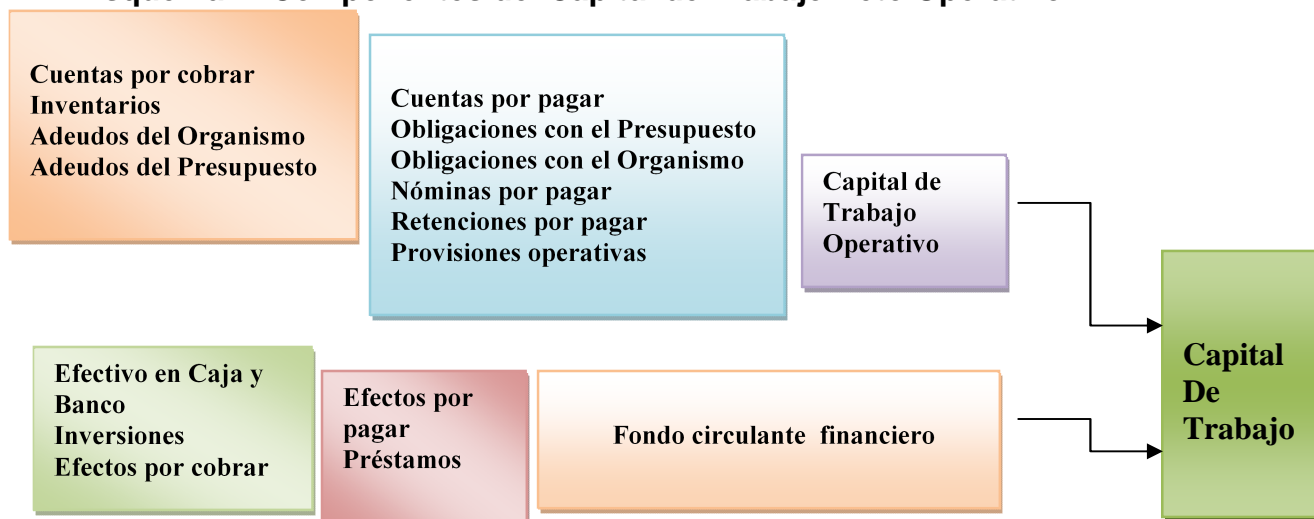 Cuentas por cobrar
Inventarios
Adeudos del Organismo
Adeudos del Presupuesto
Cuentas por pagar
Obligaciones con el Presupuesto
Obligaciones con el Organismo
Nóminas por pagar
Retenciones por pagar
Provisiones operativas
Capital de
Trabajo
Operativo
Efectivo en Caja y
Banco
Inversiones
Efectos por cobrar
Efectos por
pagar
Préstamos
Fondo circulante financiero
Capital
De
Trabajo